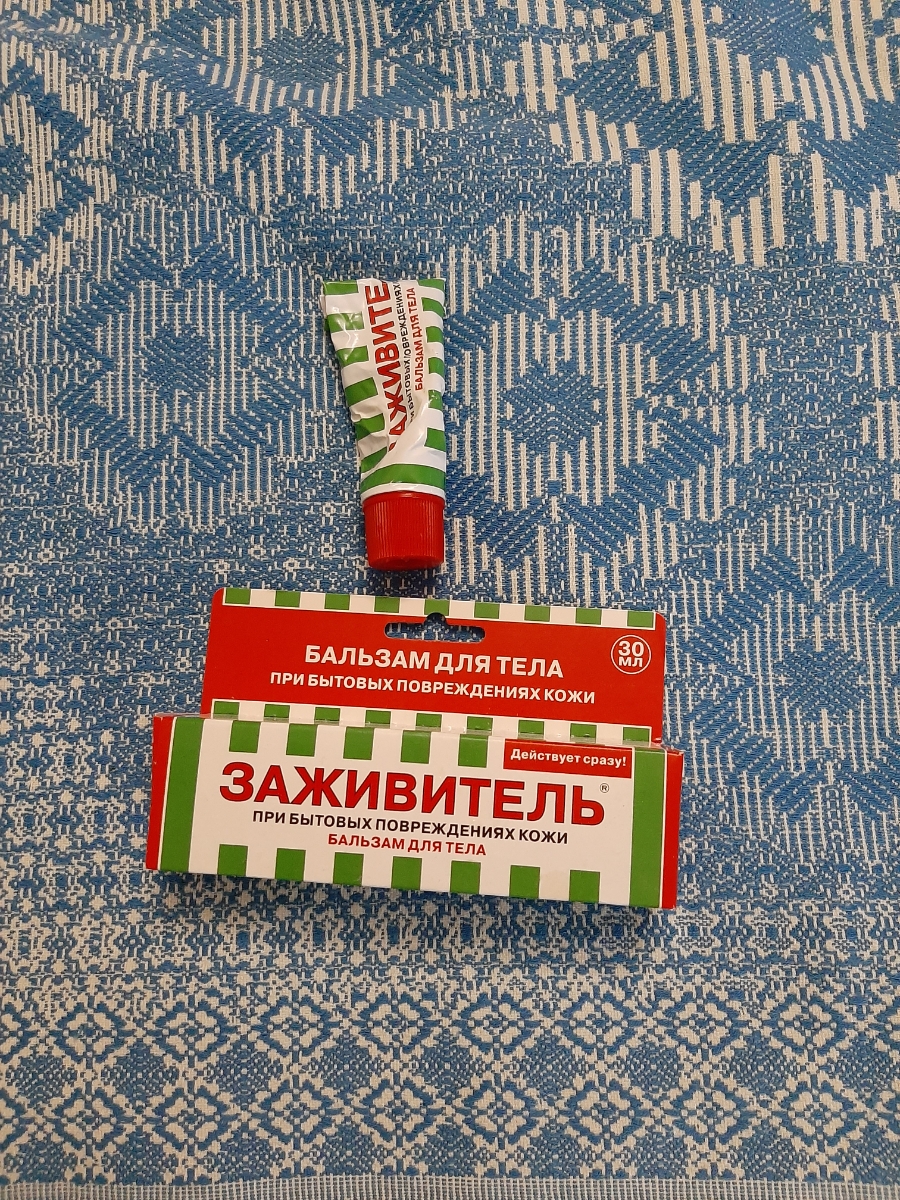 АЖИВИТЕ
БЫТОВЫХ ПОВРЕЖДЕНИЯХ
БАЛЬЗАМ ДЛЯ ТЕЛА
БАЛЬЗАМ ДЛЯ ТЕЛА
ПРИ БЫТОВЫХ ПОВРЕЖДЕНИЯХ КОЖИ
30
МЛ
Действует сразу!
ЗАЖИВИТЕЛЬ®
ПРИ БЫТОВЫХ ПОВРЕЖДЕНИЯХ КОЖИ
БАЛЬЗАМ ДЛЯ ТЕЛА